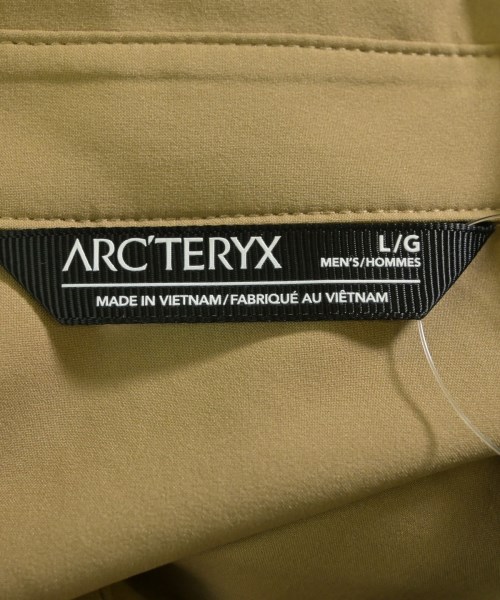 ARC'TERYX
L/G
MEN'S/HOMMES
MADE IN VIETNAM/FABRIQUÉ AU VIÊTNAM